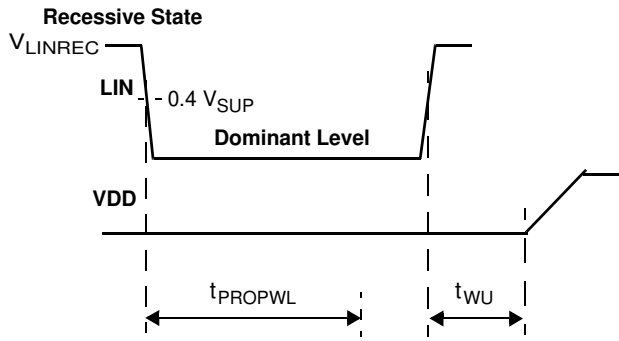 Recessive State
VLINREC
LIN
0.4 VSUP
Dominant Level
VDD
tPROPWL
tWU